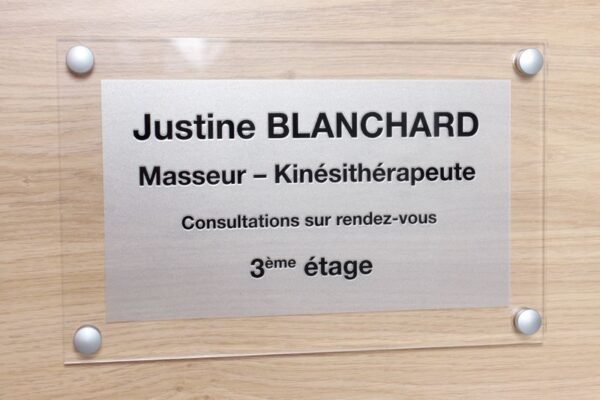 Justine BLANCHARD
Masseur – Kinésithérapeute
Consultations sur rendez-vous
3ème étage